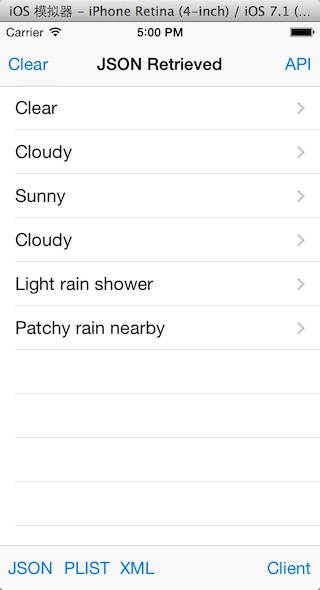 iOS 模拟器 – iPhone Retina (4-inch) / iOS 7.1 (...
Carrier 5:00 PM
Clear JSON Retrieved API
Clear
Cloudy
Sunny
Cloudy
Light rain shower
Patchy rain nearby
JSON PLIST XML Client